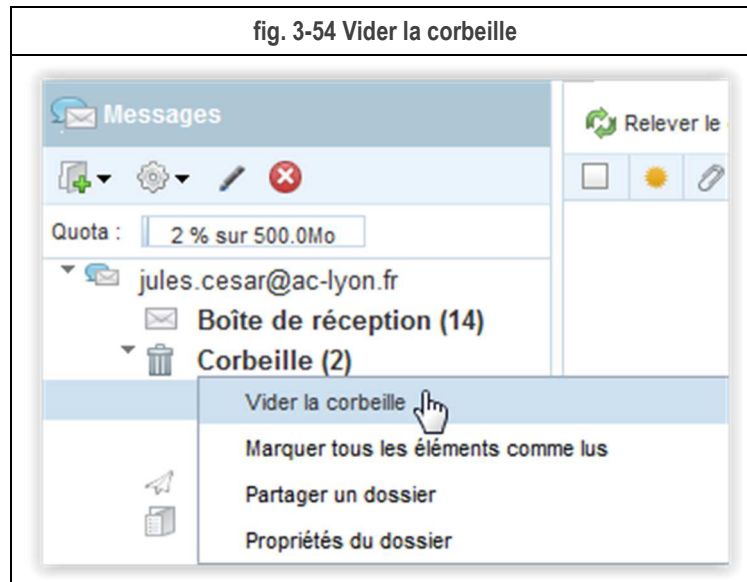 fig. 3-54 Vider la corbeille
Messages
Relever le
Quota :
2 % sur 500.0Mo
jules.cesar@ac-lyon.fr
Boîte de réception (14)
Corbeille (2)
Vider la corbeille
Marquer tous les éléments comme lus
Partager un dossier
Propriétés du dossier